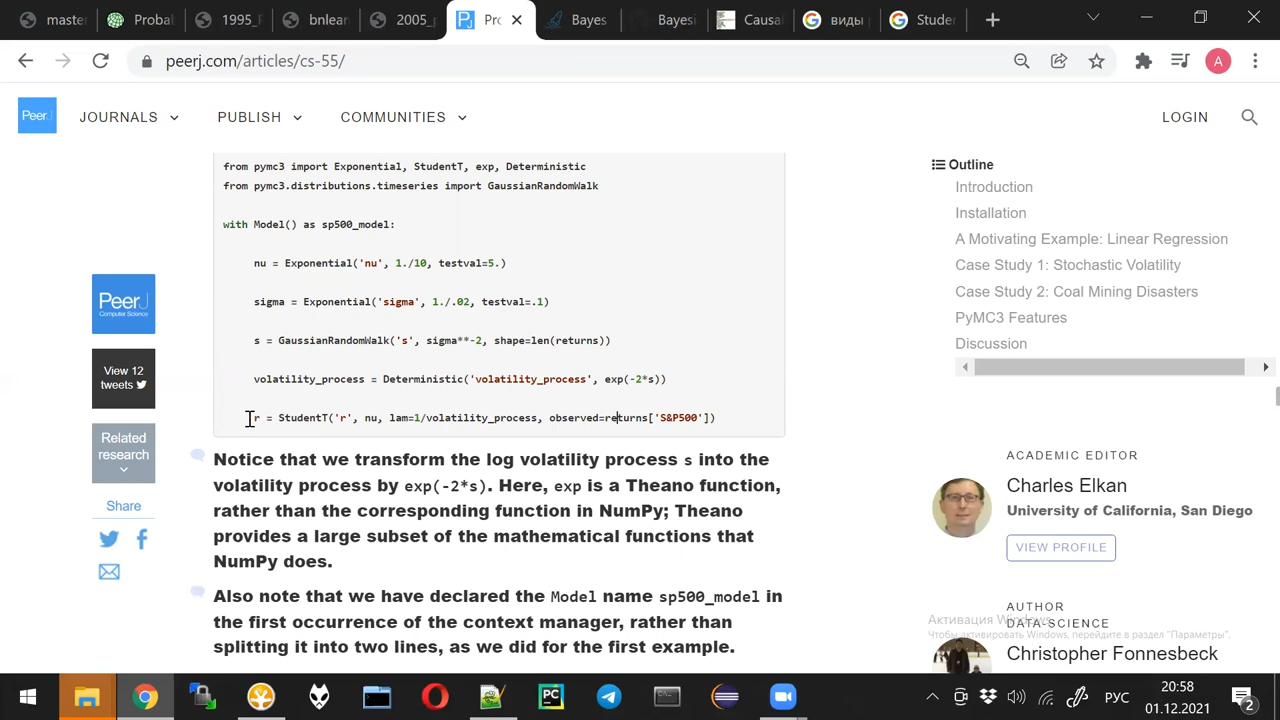 master
Probal
1995_F
bnlearn
2005_r
Pro
Bayes
Bayesi
Causa
виды р
Studer
peerj.com/articles/cs-55/
A
PeerJ
JOURNALS
PUBLISH
COMMUNITIES
LOGIN
from pymc3 import Exponential, StudentT, exp, Deterministic
from pymc3.distributions.timeseries import GaussianRandomWalk
with Model() as sp500_model:
nu = Exponential('nu', 1./10, testval=5.)
sigma = Exponential('sigma', 1./.02, testval=.1)
s = GaussianRandomWalk('s', sigma**-2, shape=len(returns))
volatility_process = Deterministic('volatility_process', exp(-2*s))
r = StudentT('r', nu, lam=1/volatility_process, observed=returns['S&P500'])
Notice that we transform the log volatility process s into the
volatility process by exp(-2*s). Here, exp is a Theano function,
rather than the corresponding function in NumPy; Theano
provides a large subset of the mathematical functions that
NumPy does.
Also note that we have declared the Model name sp500_model in
the first occurrence of the context manager, rather than
splitting it into two lines, as we did for the first example.
PeerJ
Computer Science
View 12
tweets
Related
research
Share
Outline
Introduction
Installation
A Motivating Example: Linear Regression
Case Study 1: Stochastic Volatility
Case Study 2: Coal Mining Disasters
PyMC3 Features
Discussion
ACADEMIC EDITOR
Charles Elkan
University of California, San Diego
VIEW PROFILE
AUTHOR
DATA SCIENCE
Christopher Fonnesbeck
Активация Windows
Чтобы активировать Windows, перейдите в раздел "Параметры".
PC
РУС
20:58
01.12.2021
2